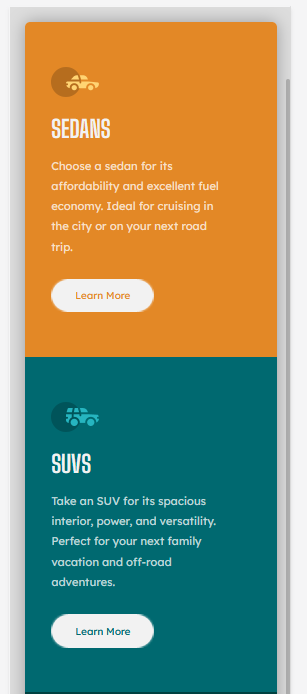 SEDANS
Choose a sedan for its
affordability and excellent fuel
economy. Ideal for cruising in
the city or on your next road
trip.
Learn More
SUVS
Take an SUV for its spacious
interior, power, and versatility.
Perfect for your next family
vacation and off-road
adventures.
Learn More